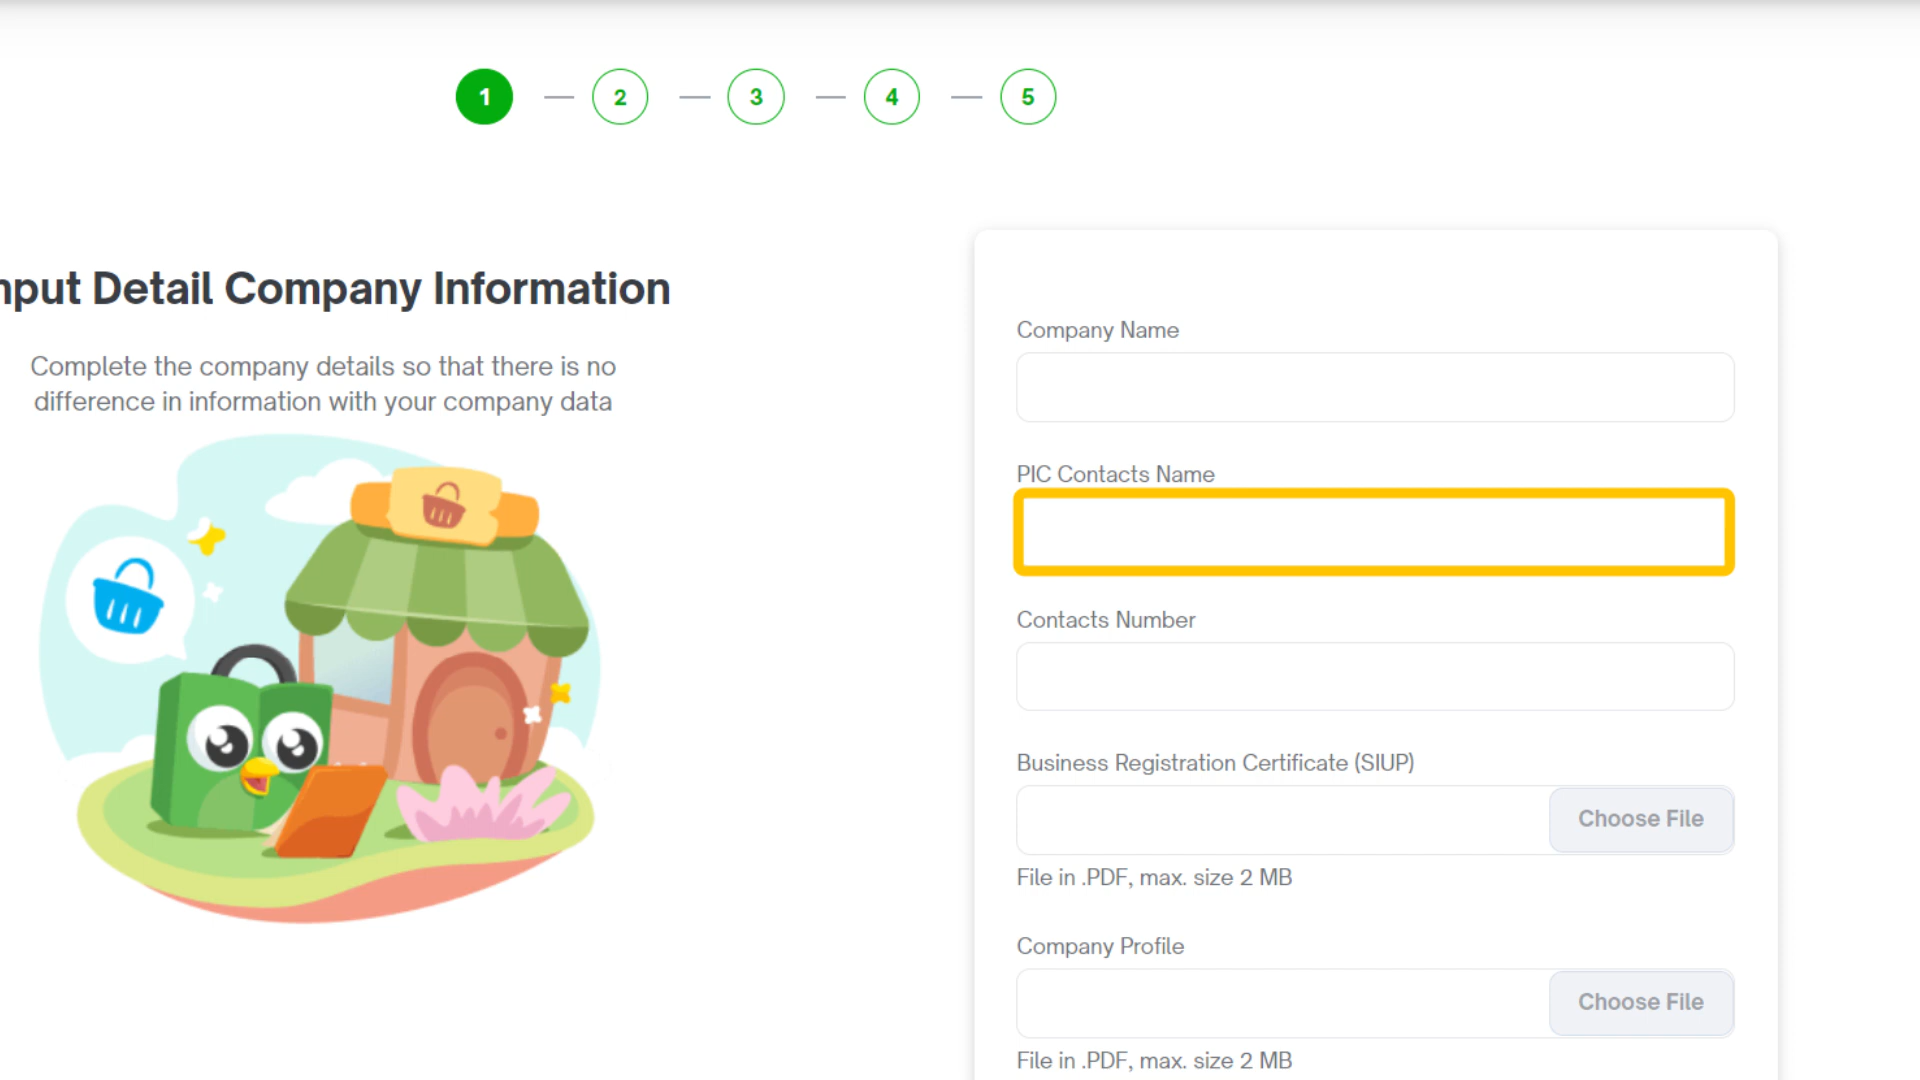 1 — 2 — 3 — 4 — 5
nput Detail Company Information
Complete the company details so that there is no
difference in information with your company data
Company Name
PIC Contacts Name
Contacts Number
Business Registration Certificate (SIUP)
Choose File
File in .PDF, max. size 2 MB
Company Profile
Choose File
File in .PDF, max. size 2 MB